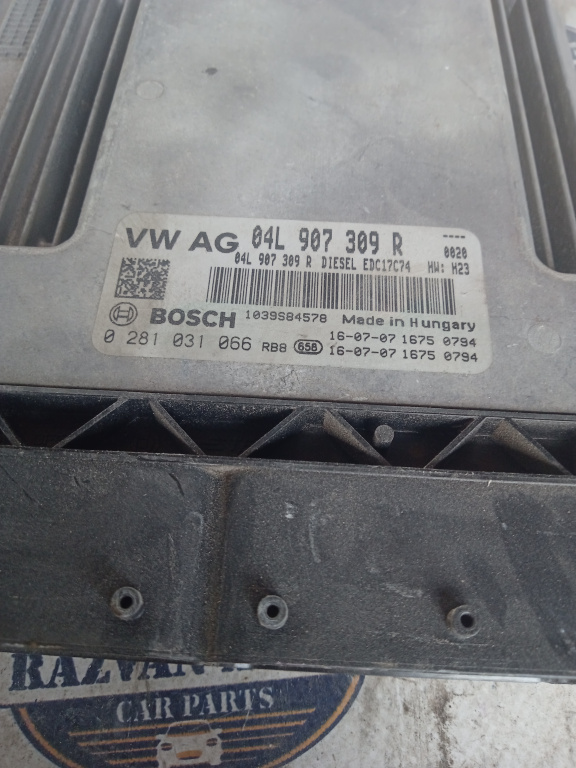 VW AG 04L 907 309 R ----
04L 907 309 R DIESEL EDC17C74 0020
HW: H23
BOSCH 1039S84578 Made in Hungary
0 281 031 066 RB8 658 16-07-07 1675 0794
16-07-07 1675 0794
RAZVAN
CAR PARTS